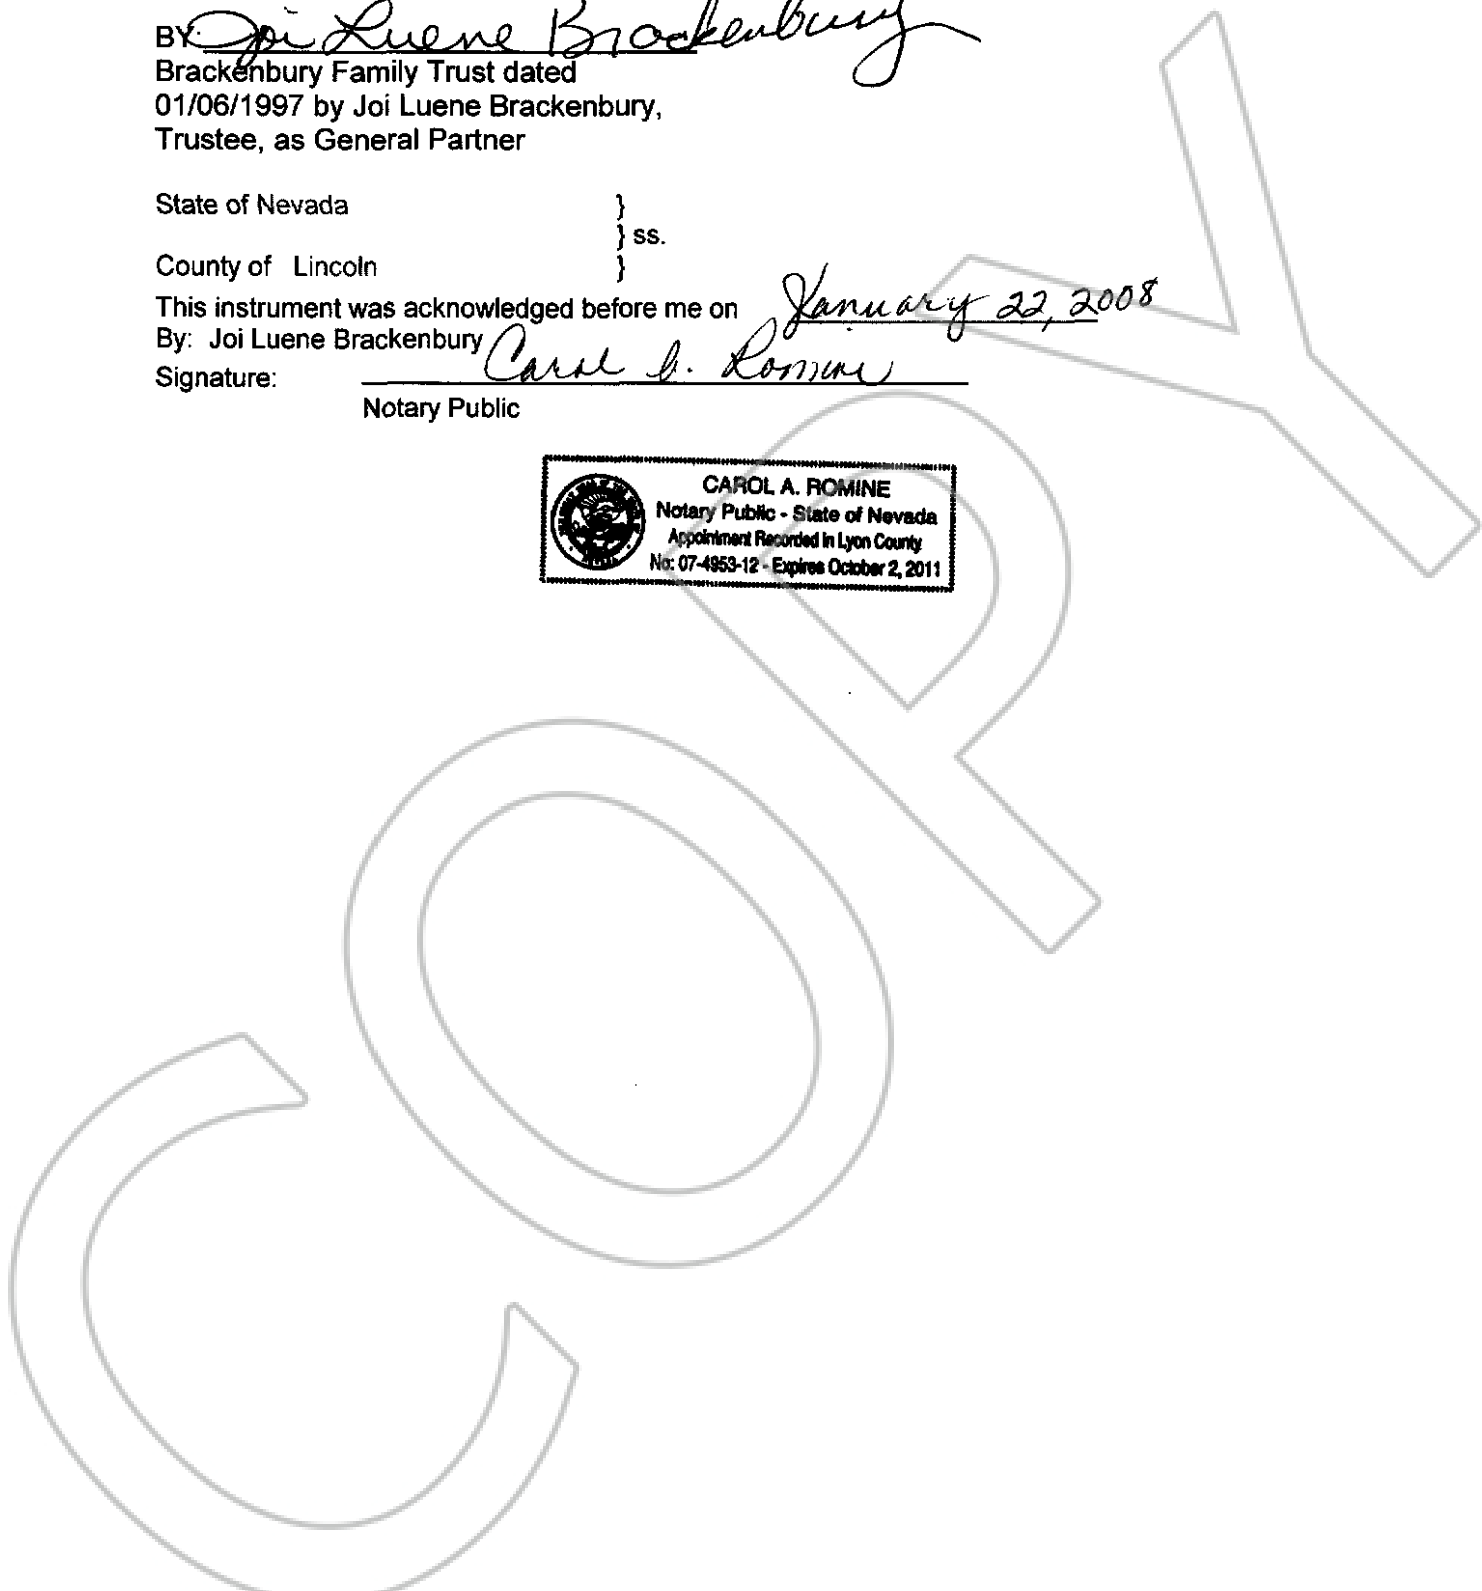 BY: Joi Luene Brackenbury
Brackenbury Family Trust dated
01/06/1997 by Joi Luene Brackenbury,
Trustee, as General Partner
State of Nevada }
} ss.
County of Lincoln }
This instrument was acknowledged before me on January 22, 2008
By: Joi Luene Brackenbury
Signature: Carol A. Romine
Notary Public
CAROL A. ROMINE
Notary Public - State of Nevada
Appointment Recorded in Lyon County
No: 07-4953-12 - Expires October 2, 2011
COPY